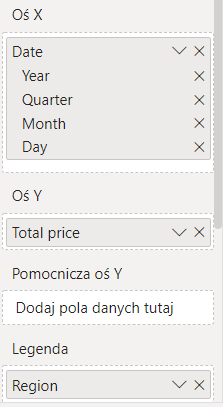 Oś X
Date
Year
Quarter
Month
Day
Oś Y
Total price
Pomocnicza oś Y
Dodaj pola danych tutaj
Legenda
Region